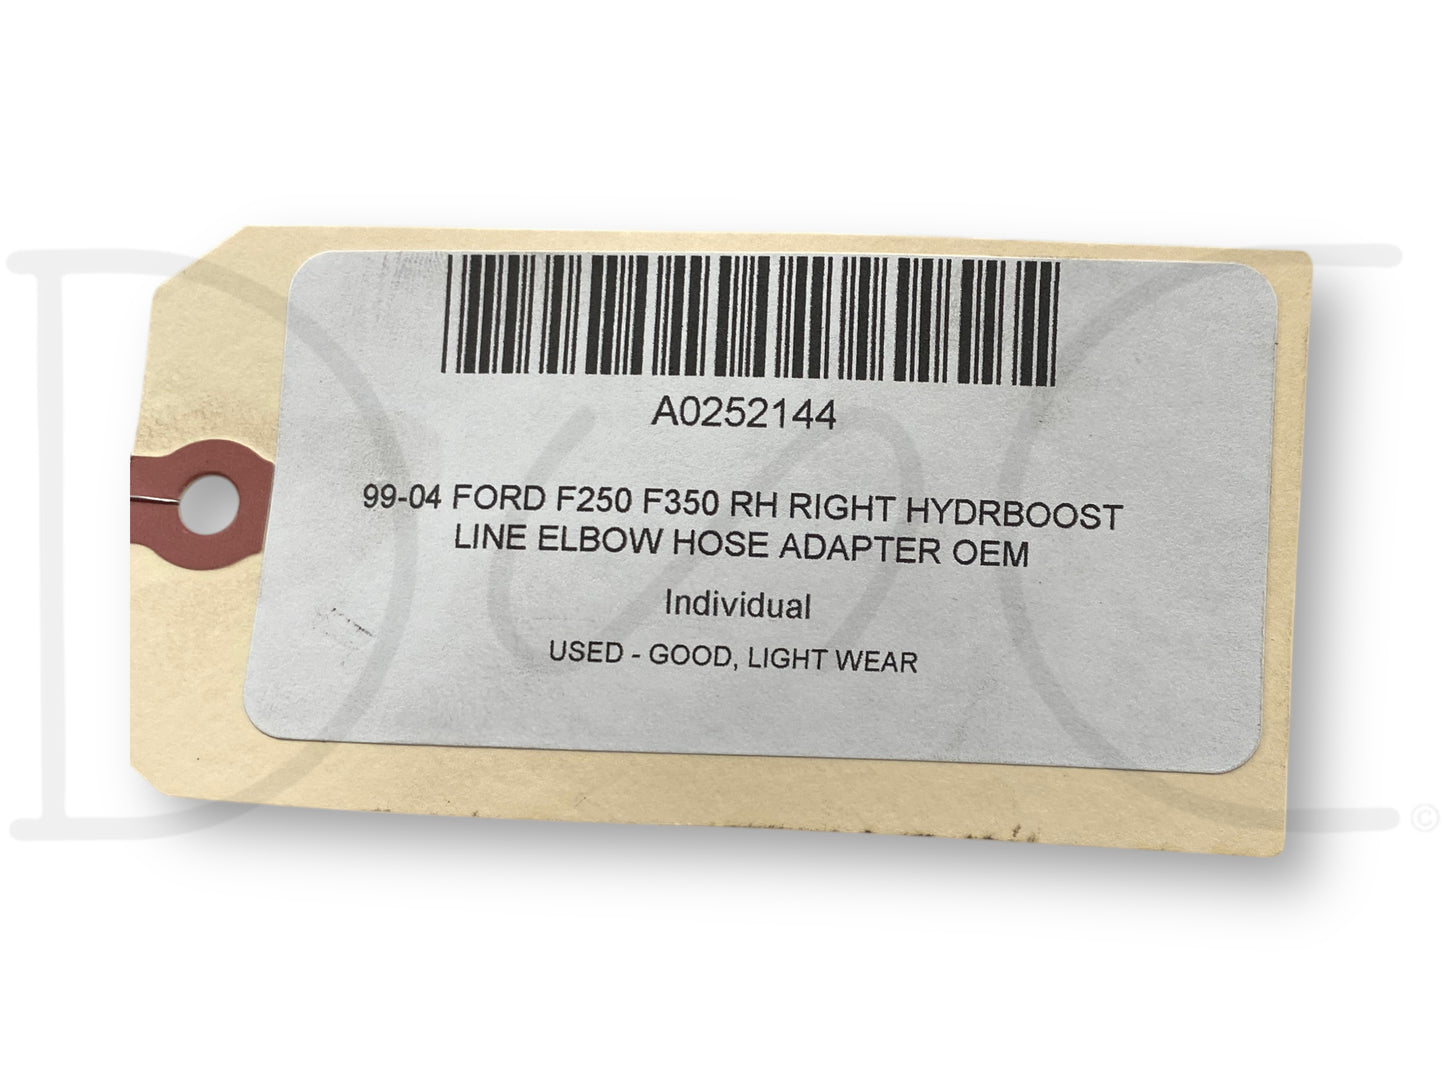 A0252144
99-04 FORD F250 F350 RH RIGHT HYDRBOOST
LINE ELBOW HOSE ADAPTER OEM
Individual
USED - GOOD, LIGHT WEAR
©